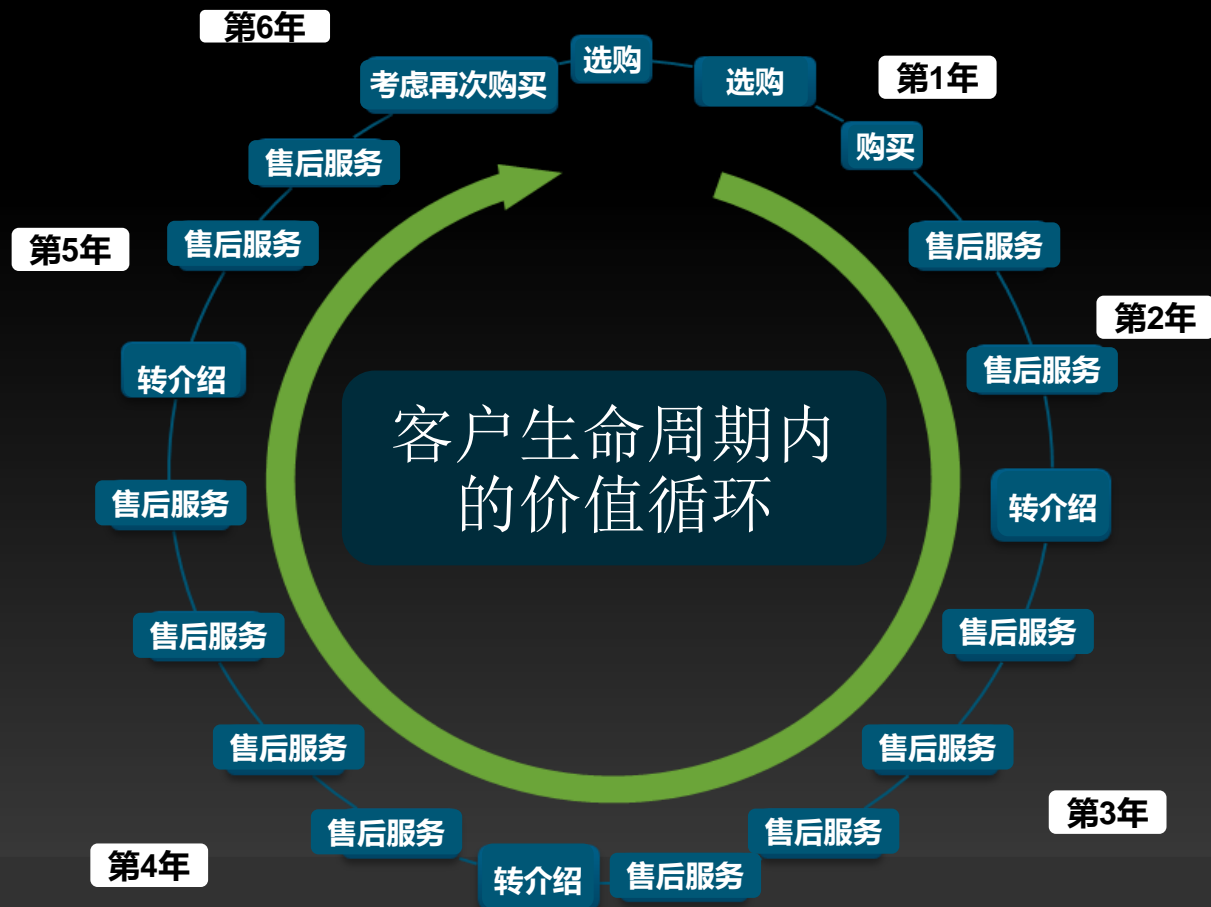 第6年
选购
选购
第1年
考虑再次购买
购买
售后服务
售后服务
第5年
售后服务
售后服务
第2年
转介绍
售后服务
客户生命周期内
的价值循环
售后服务
转介绍
售后服务
售后服务
售后服务
售后服务
第3年
售后服务
售后服务
第4年
转介绍
售后服务